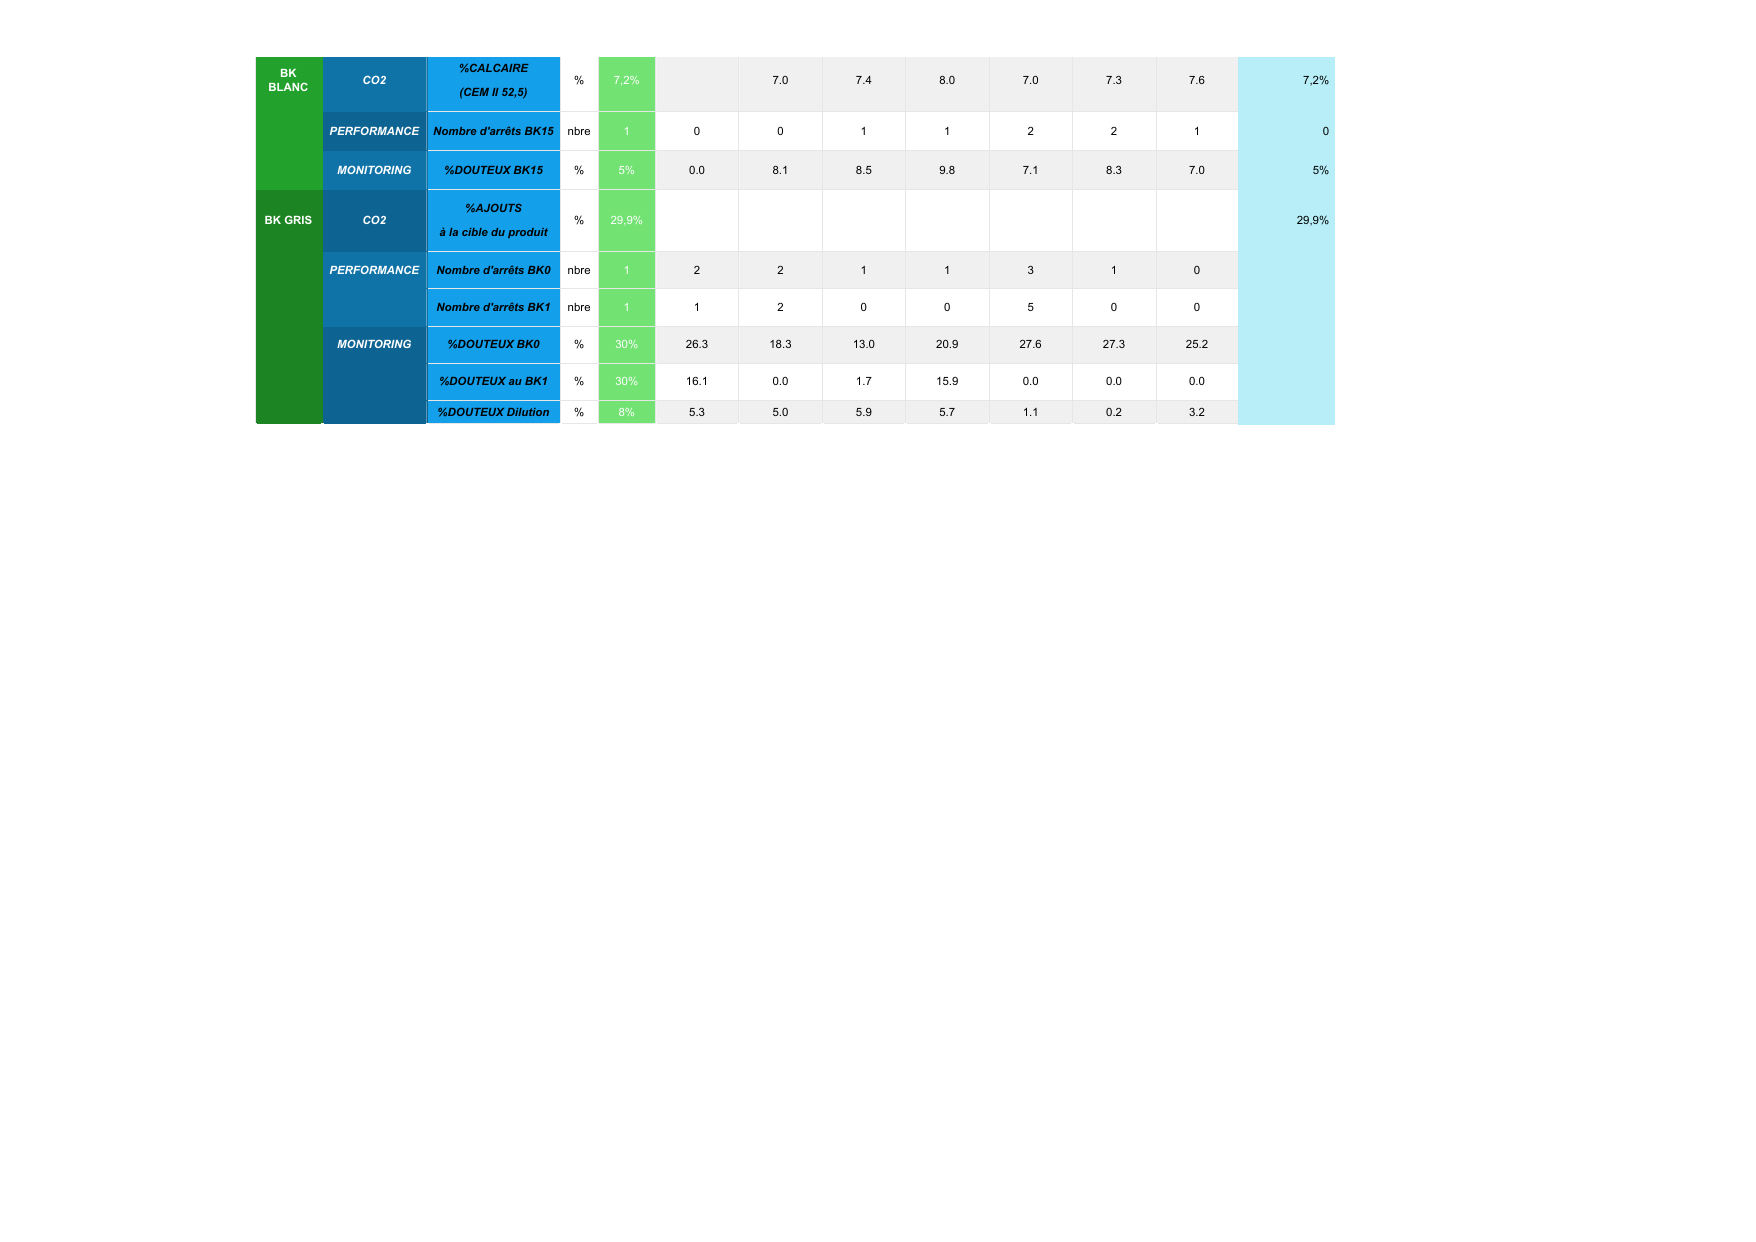 BK BLANC CO2 %CALCAIRE (CEM II 52,5) % 7,2% 7.0 7.4 8.0 7.0 7.3 7.6 7,2%
PERFORMANCE Nombre d'arrêts BK15 nbre 1 0 0 1 1 2 2 1 0
MONITORING %DOUTEUX BK15 % 5% 0.0 8.1 8.5 9.8 7.1 8.3 7.0 5%
BK GRIS CO2 %AJOUTS à la cible du produit % 29,9% 29,9%
PERFORMANCE Nombre d'arrêts BK0 nbre 1 2 2 1 1 3 1 0
Nombre d'arrêts BK1 nbre 1 1 2 0 0 5 0 0
MONITORING %DOUTEUX BK0 % 30% 26.3 18.3 13.0 20.9 27.6 27.3 25.2
%DOUTEUX au BK1 % 30% 16.1 0.0 1.7 15.9 0.0 0.0 0.0
%DOUTEUX Dilution % 8% 5.3 5.0 5.9 5.7 1.1 0.2 3.2